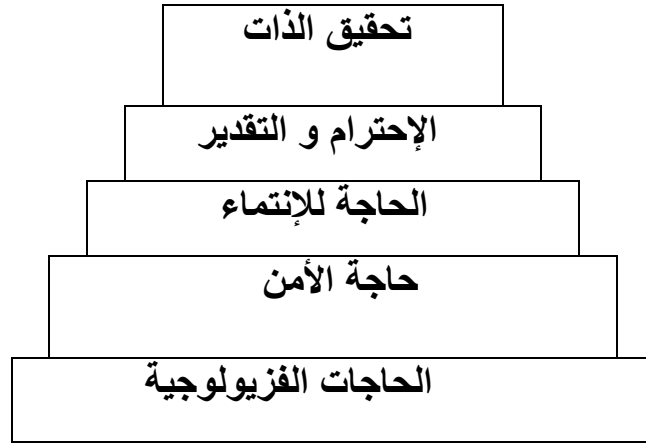 تحقيق الذات
الإحترام و التقدير
الحاجة للإنتماء
حاجة الأمن
الحاجات الفزيولوجية